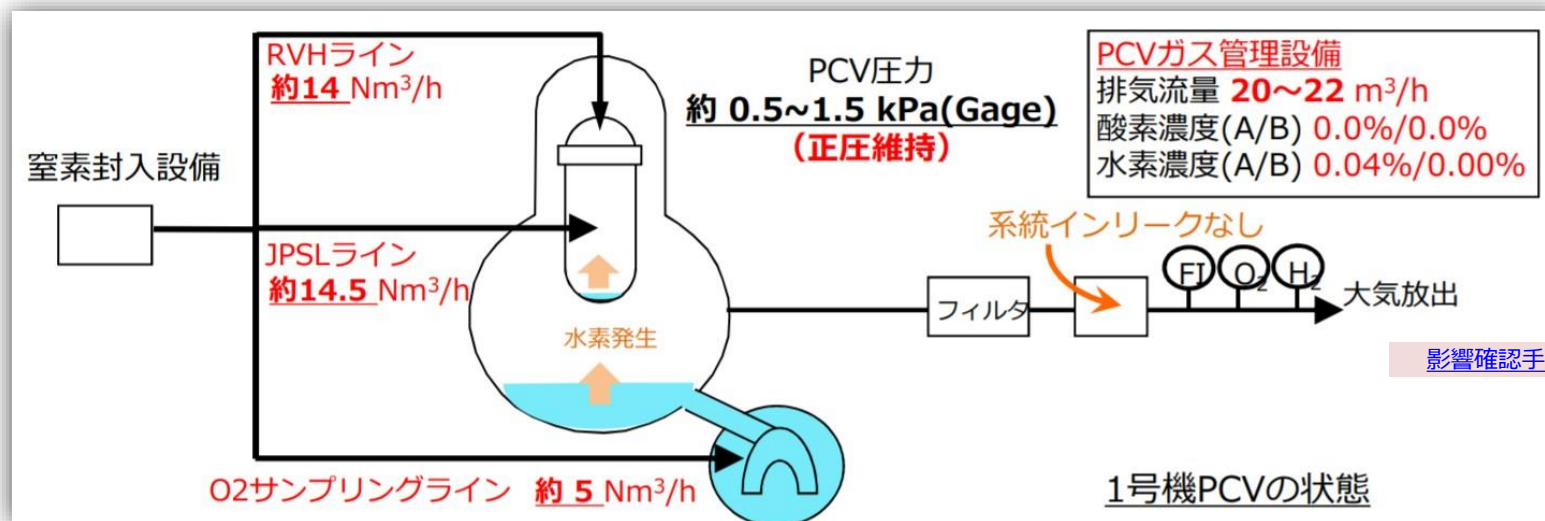 RVHライン
約14 Nm³/h
PCV圧力
約 0.5~1.5 kPa(Gage)
(正圧維持)
PCVガス管理設備
排気流量 20～22 m³/h
酸素濃度(A/B) 0.0%/0.0%
水素濃度(A/B) 0.04%/0.00%
窒素封入設備
JPSLライン
約14.5 Nm³/h
水素発生
系統インリークなし
フィルタ
FI
O₂
H₂
大気放出
影響確認手
O2サンプリングライン 約 5 Nm³/h
1号機PCVの状態